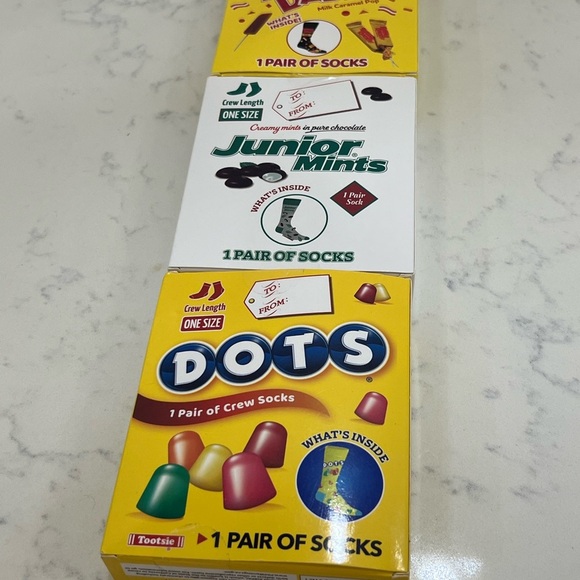 Milk Caramel Pop
WHAT'S
INSIDE!
1 PAIR OF SOCKS
Crew Length
ONE SIZE
TO:
FROM:
Creamy mints in pure chocolate
Junior®
Mints
WHAT'S INSIDE
1 Pair
Sock
1 PAIR OF SOCKS
Crew Length
ONE SIZE
TO:
FROM:
DOTS®
1 Pair of Crew Socks
WHAT'S INSIDE
Tootsie
1 PAIR OF SOCKS